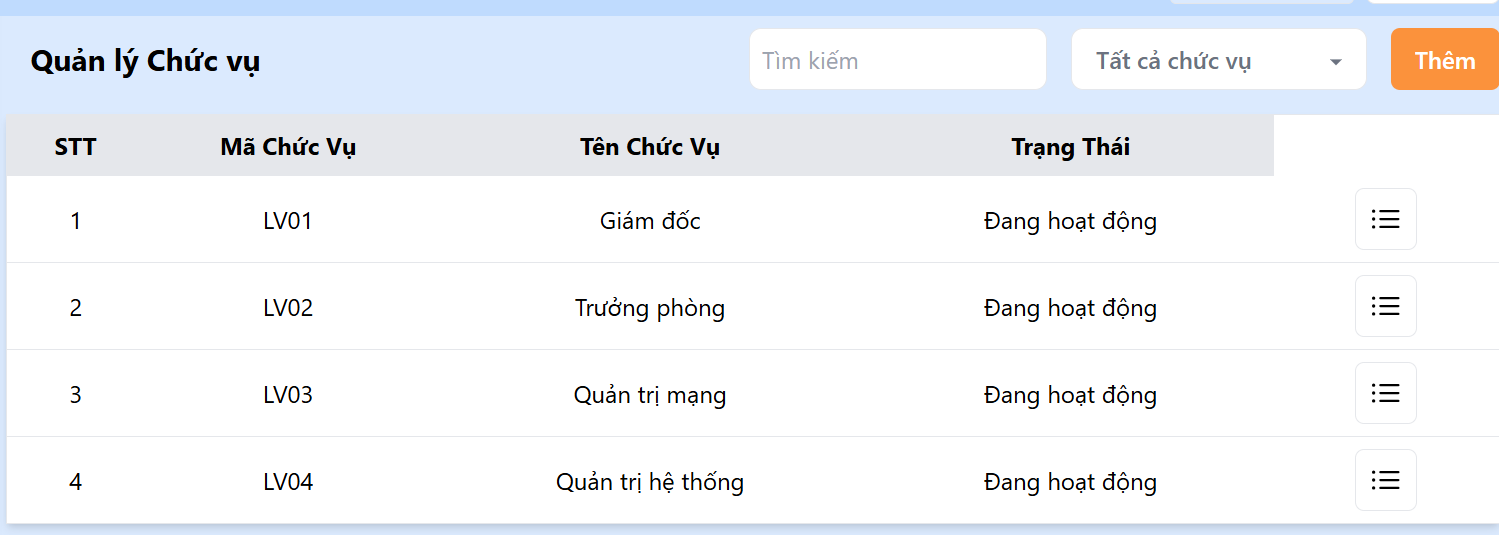 Quản lý Chức vụ Tìm kiếm Tất cả chức vụ Thêm
STT Mã Chức Vụ Tên Chức Vụ Trạng Thái
1 LV01 Giám đốc Đang hoạt động
2 LV02 Trưởng phòng Đang hoạt động
3 LV03 Quản trị mạng Đang hoạt động
4 LV04 Quản trị hệ thống Đang hoạt động